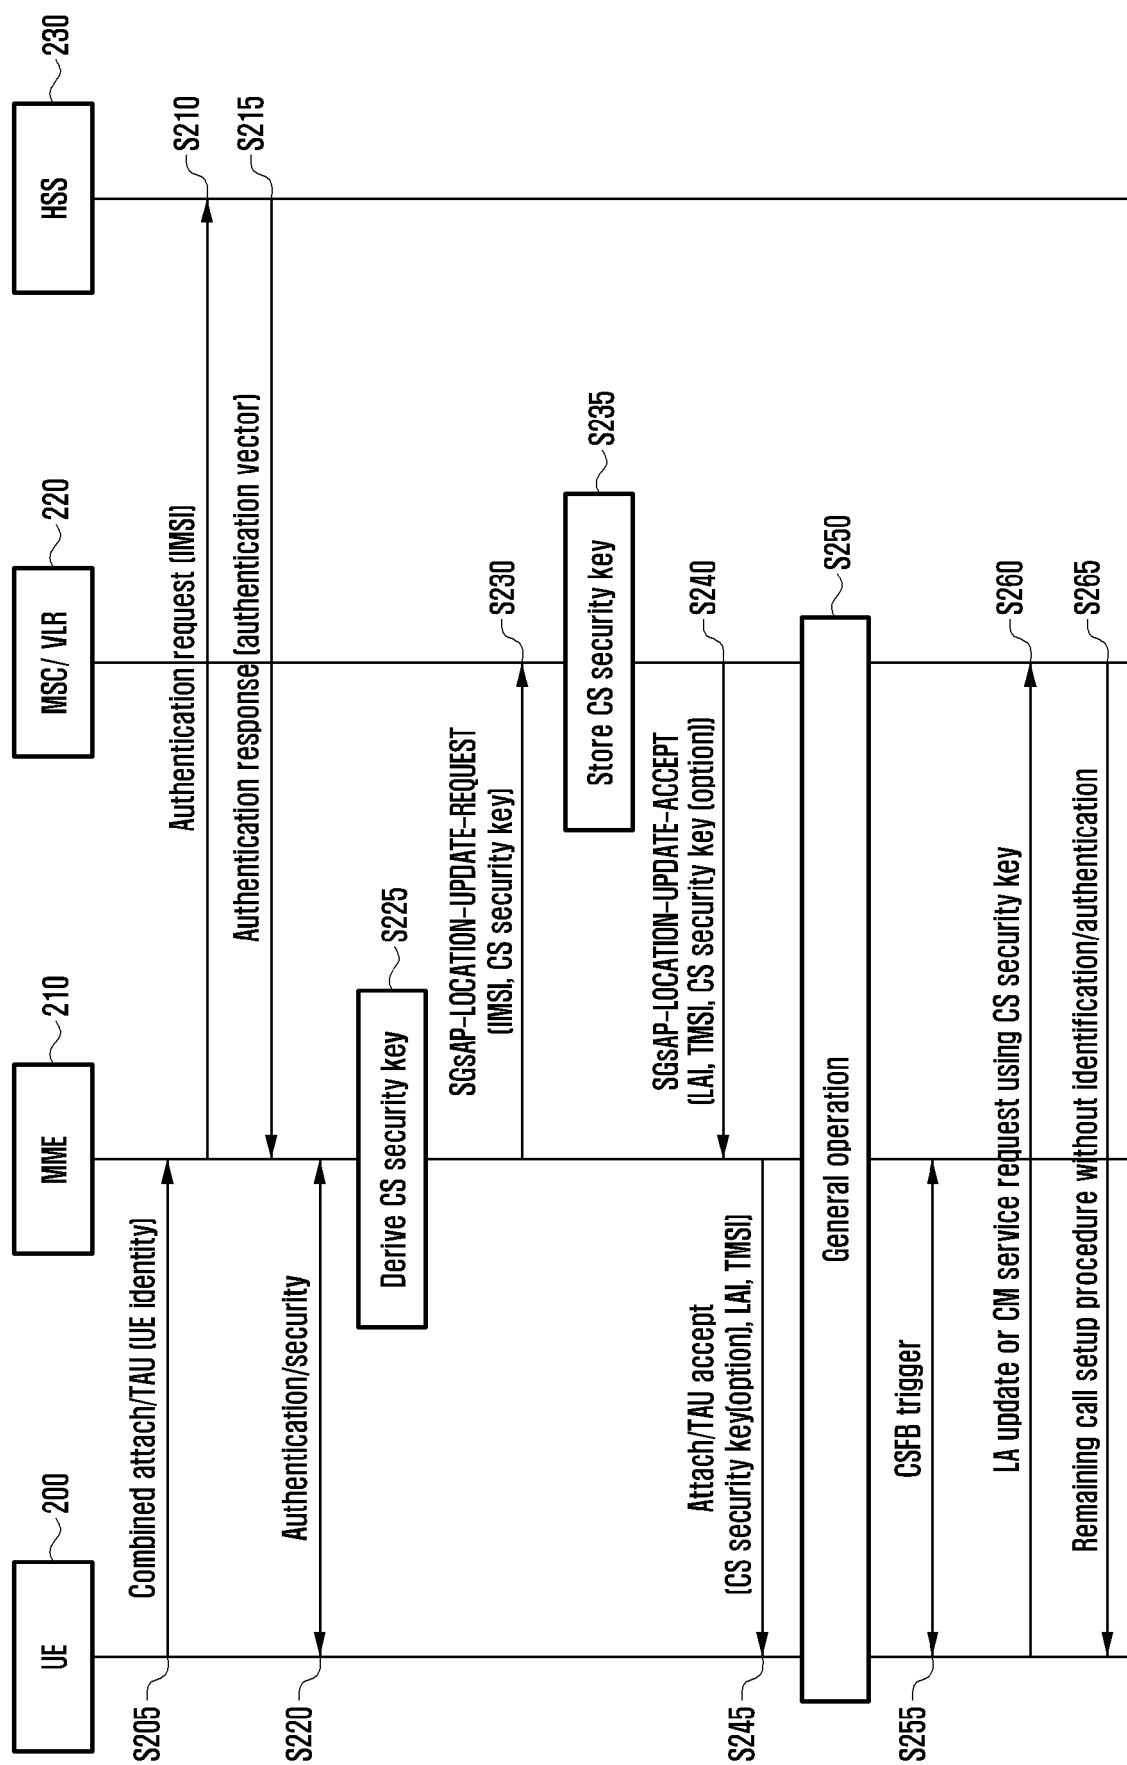 UE
200
MME
210
MSC/ VLR
220
HSS
230
S205
Combined attach/TAU (UE identity)
Authentication request (IMSI)
S210
Authentication response (authentication vector)
S215
S220
Authentication/security
Derive CS security key
S225
SGsAP-LOCATION-UPDATE-REQUEST
(IMSI, CS security key)
S230
Store CS security key
S235
SGsAP-LOCATION-UPDATE-ACCEPT
(LAI, TMSI, CS security key (option))
S240
S245
Attach/TAU accept
(CS security key(option), LAI, TMSI)
General operation
S250
S255
CSFB trigger
LA update or CM service request using CS security key
S260
Remaining call setup procedure without identification/authentication
S265